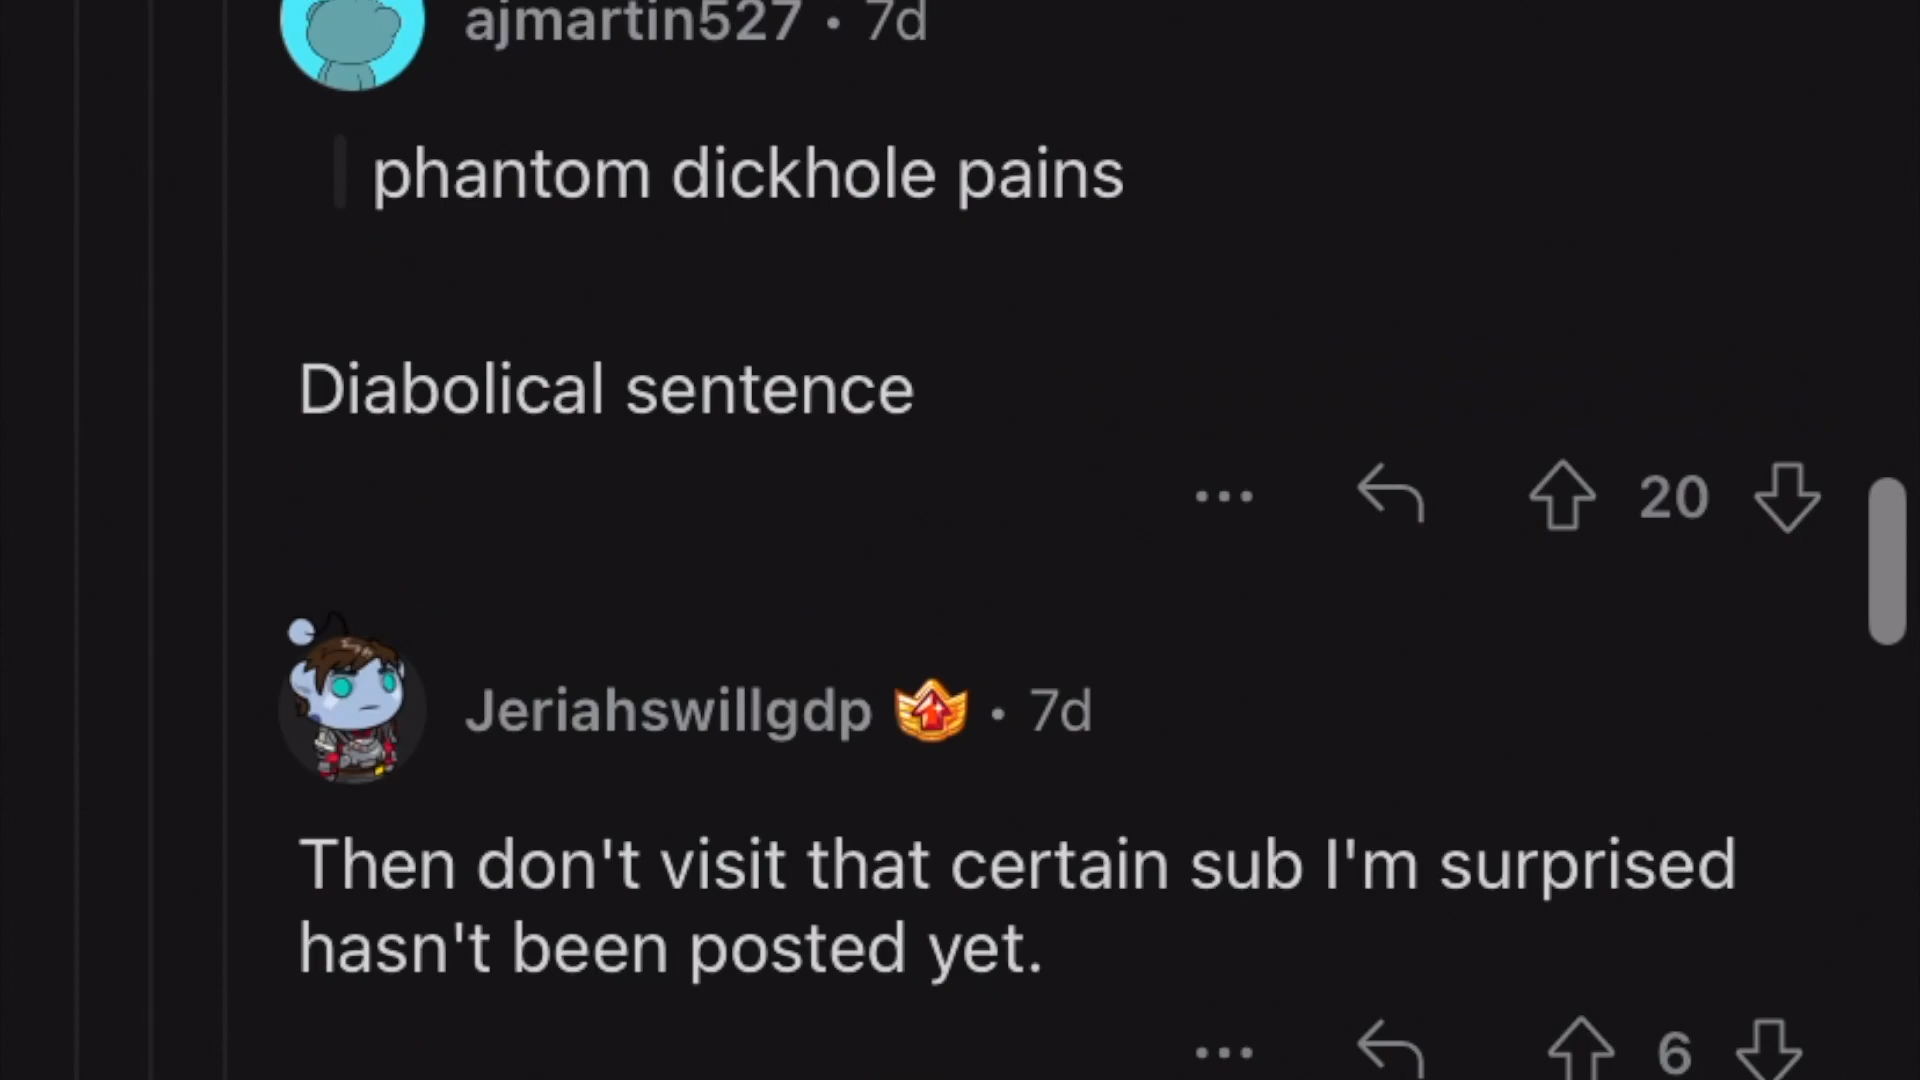 ajmartin527 • 7d
phantom dickhole pains
Diabolical sentence
20
Jeriahswillgdp • 7d
Then don't visit that certain sub I'm surprised
hasn't been posted yet.
6